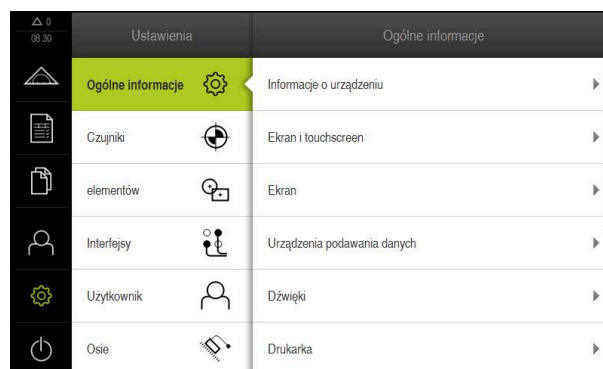 0
08 30
Ustawienia
Ogólne informacje
Ogólne informacje
Czujniki
elementów
Interfejsy
Użytkownik
Osie
Informacje o urządzeniu
Ekran i touchscreen
Ekran
Urządzenia podawania danych
Dźwięki
Drukarka